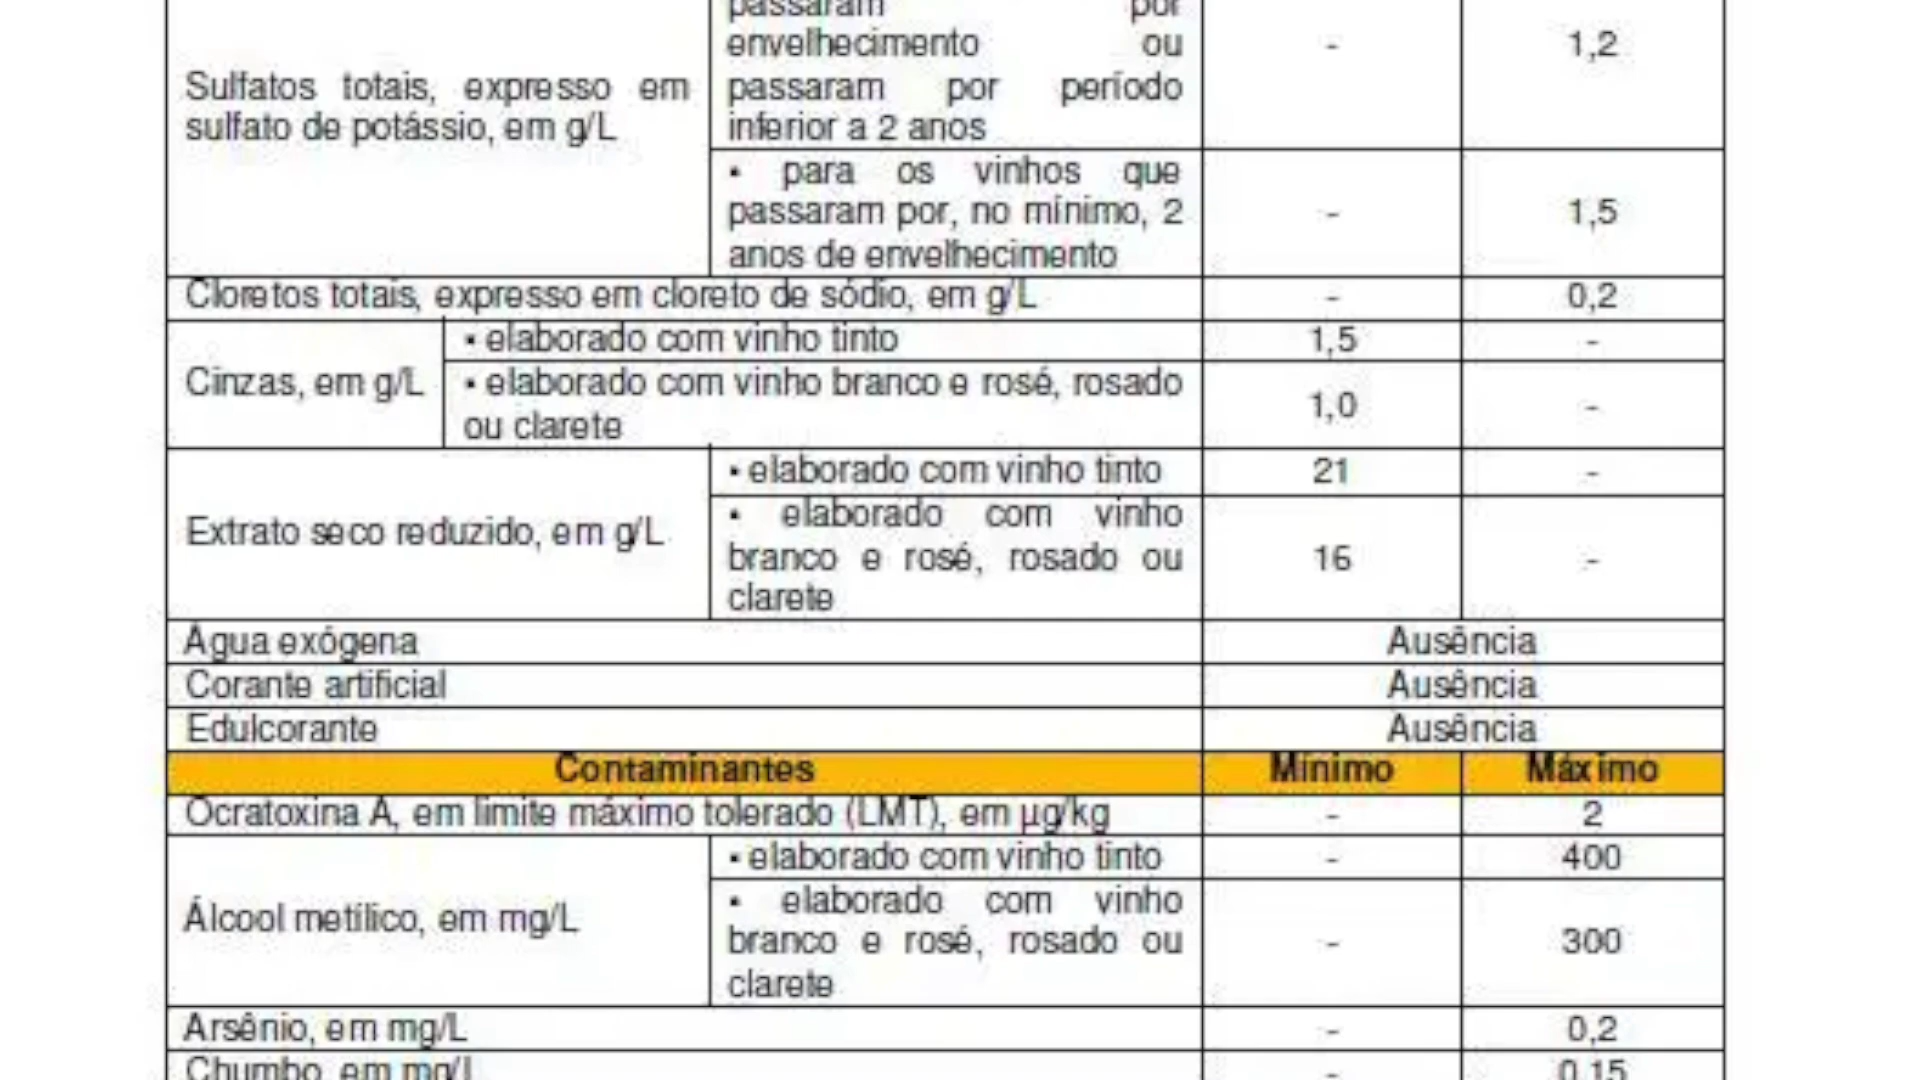 passaram por
envelhecimento ou
passaram por período
inferior a 2 anos
- 1,2
Sulfatos totais, expresso em
sulfato de potássio, em g/L
▪ para os vinhos que
passaram por, no mínimo, 2
anos de envelhecimento
- 1,5
Cloretos totais, expresso em cloreto de sódio, em g/L - 0,2
Cinzas, em g/L
▪ elaborado com vinho tinto 1,5 -
▪ elaborado com vinho branco e rosé, rosado
ou clarete
1,0 -
Extrato seco reduzido, em g/L
▪ elaborado com vinho tinto 21 -
▪ elaborado com vinho
branco e rosé, rosado ou
clarete
16 -
Água exógena Ausência
Corante artificial Ausência
Edulcorante Ausência
Contaminantes Mínimo Máximo
Ocratoxina A, em limite máximo tolerado (LMT), em µg/kg - 2
Álcool metílico, em mg/L
▪ elaborado com vinho tinto - 400
▪ elaborado com vinho
branco e rosé, rosado ou
clarete
- 300
Arsênio, em mg/L - 0,2
Chumbo, em mg/L - 0,15